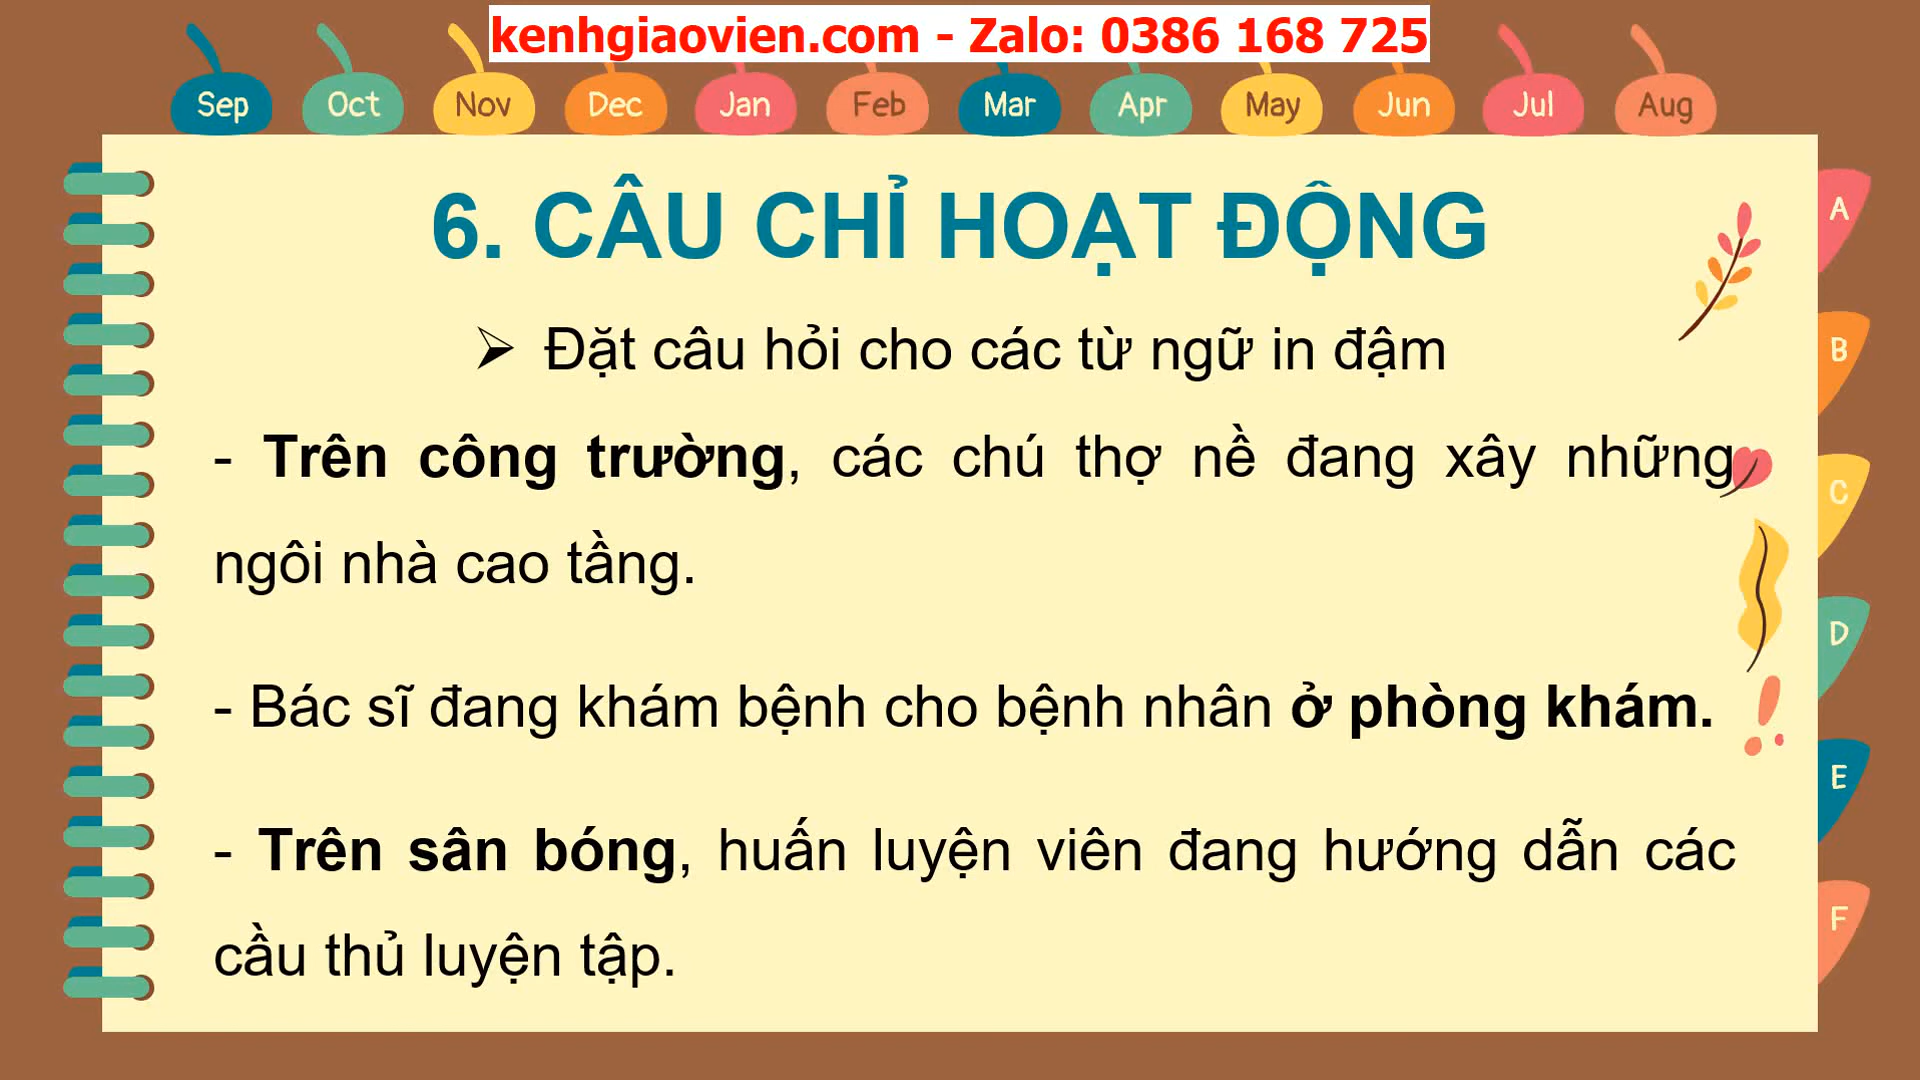 kenhgiaovien.com - Zalo: 0386 168 725
Sep Oct Nov Dec Jan Feb Mar Apr May Jun Jul Aug
6. CÂU CHỈ HOẠT ĐỘNG
➢ Đặt câu hỏi cho các từ ngữ in đậm
- Trên công trường, các chú thợ nề đang xây những
ngôi nhà cao tầng.
- Bác sĩ đang khám bệnh cho bệnh nhân ở phòng khám.
- Trên sân bóng, huấn luyện viên đang hướng dẫn các
cầu thủ luyện tập.
A
B
C
D
E
F